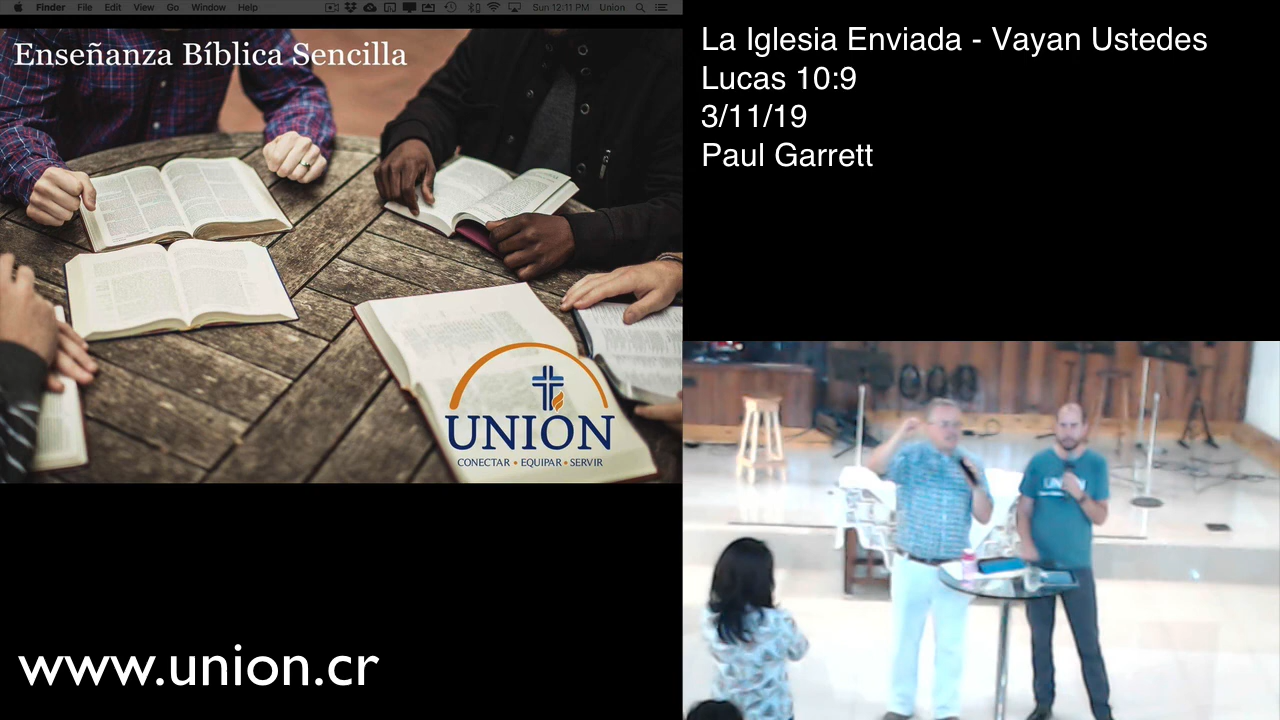 Finder File Edit View Go Window Help Sun 12:11 PM Union
Enseñanza Bíblica Sencilla
UNION
CONECTAR • EQUIPAR • SERVIR
www.union.cr
La Iglesia Enviada - Vayan Ustedes
Lucas 10:9
3/11/19
Paul Garrett
UNION